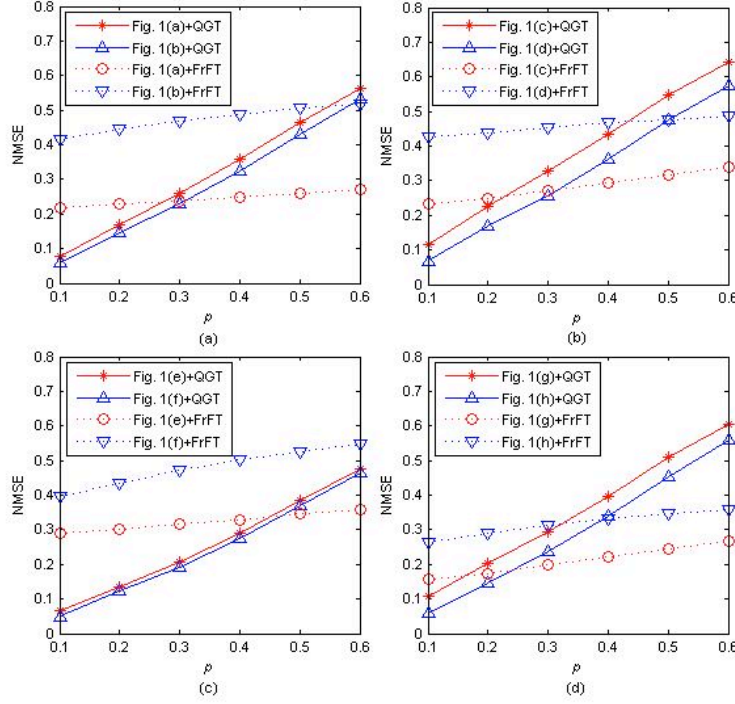 0.8
0.7
0.6
0.5
0.4
0.3
0.2
0.1
0
NMSE
Fig. 1(a)+QGT
Fig. 1(b)+QGT
Fig. 1(a)+FrFT
Fig. 1(b)+FrFT
0.1 0.2 0.3 0.4 0.5 0.6
p
(a)
0.8
0.7
0.6
0.5
0.4
0.3
0.2
0.1
0
NMSE
Fig. 1(c)+QGT
Fig. 1(d)+QGT
Fig. 1(c)+FrFT
Fig. 1(d)+FrFT
0.1 0.2 0.3 0.4 0.5 0.6
p
(b)
0.8
0.7
0.6
0.5
0.4
0.3
0.2
0.1
0
NMSE
Fig. 1(e)+QGT
Fig. 1(f)+QGT
Fig. 1(e)+FrFT
Fig. 1(f)+FrFT
0.1 0.2 0.3 0.4 0.5 0.6
p
(c)
0.8
0.7
0.6
0.5
0.4
0.3
0.2
0.1
0
NMSE
Fig. 1(g)+QGT
Fig. 1(h)+QGT
Fig. 1(g)+FrFT
Fig. 1(h)+FrFT
0.1 0.2 0.3 0.4 0.5 0.6
p
(d)